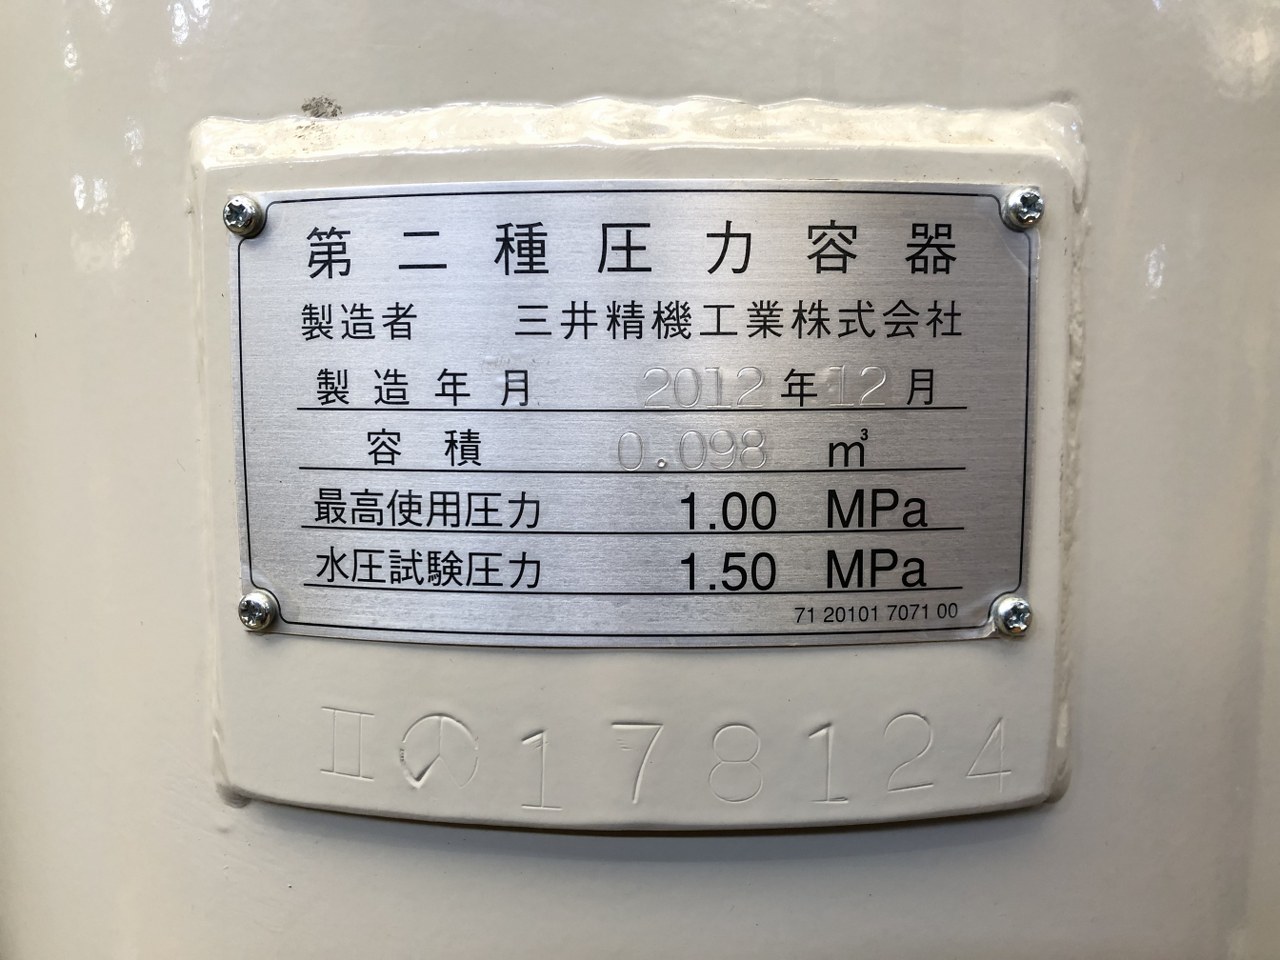 第二種圧力容器
製造者 三井精機工業株式会社
製造年月 2012年12月
容積 0.098 m³
最高使用圧力 1.00 MPa
水圧試験圧力 1.50 MPa
71 20101 7071 00
II 178124